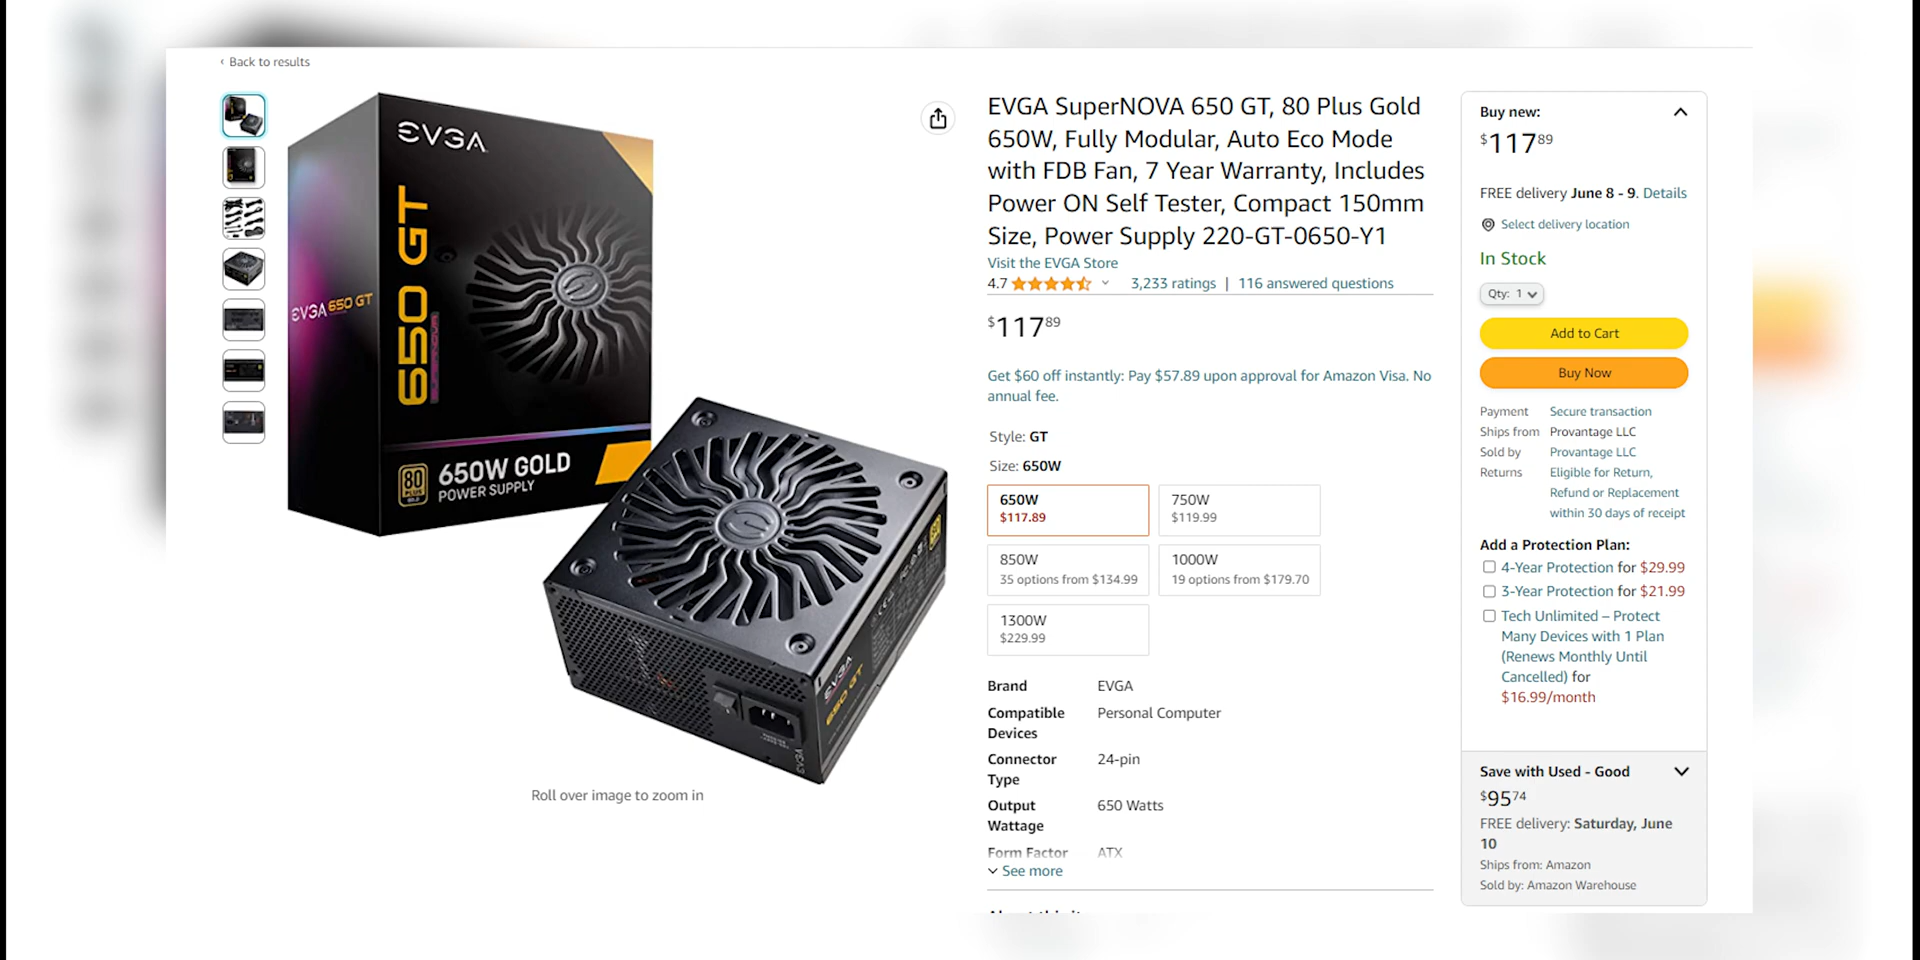 ‹ Back to results
EVGA
650 GT
SUPERNOVA
EVGA 650 GT
80
PLUS
GOLD
650W GOLD
POWER SUPPLY
EVGA
650 GT
EVGA
Roll over image to zoom in
EVGA SuperNOVA 650 GT, 80 Plus Gold
650W, Fully Modular, Auto Eco Mode
with FDB Fan, 7 Year Warranty, Includes
Power ON Self Tester, Compact 150mm
Size, Power Supply 220-GT-0650-Y1
Visit the EVGA Store
4.7 3,233 ratings | 116 answered questions
$117 89
Get $60 off instantly: Pay $57.89 upon approval for Amazon Visa. No
annual fee.
Style: GT
Size: 650W
650W 750W
$117.89 $119.99
850W 1000W
35 options from $134.99 19 options from $179.70
1300W
$229.99
Brand EVGA
Compatible Personal Computer
Devices
Connector 24-pin
Type
Output 650 Watts
Wattage
Form Factor ATX
See more
Buy new:
$117 89
FREE delivery June 8 - 9. Details
Select delivery location
In Stock
Qty: 1
Add to Cart
Buy Now
Payment Secure transaction
Ships from Provantage LLC
Sold by Provantage LLC
Returns Eligible for Return,
Refund or Replacement
within 30 days of receipt
Add a Protection Plan:
4-Year Protection for $29.99
3-Year Protection for $21.99
Tech Unlimited – Protect
Many Devices with 1 Plan
(Renews Monthly Until
Cancelled) for
$16.99/month
Save with Used - Good
$95 74
FREE delivery: Saturday, June
10
Ships from: Amazon
Sold by: Amazon Warehouse